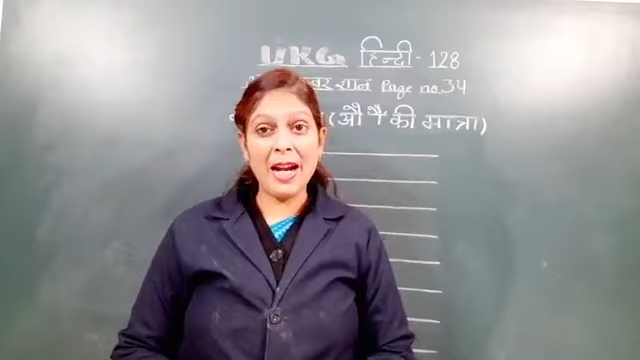 UKG हिन्दी - 128
ज्ञान Page no. 34
(औ ौ की मात्रा)